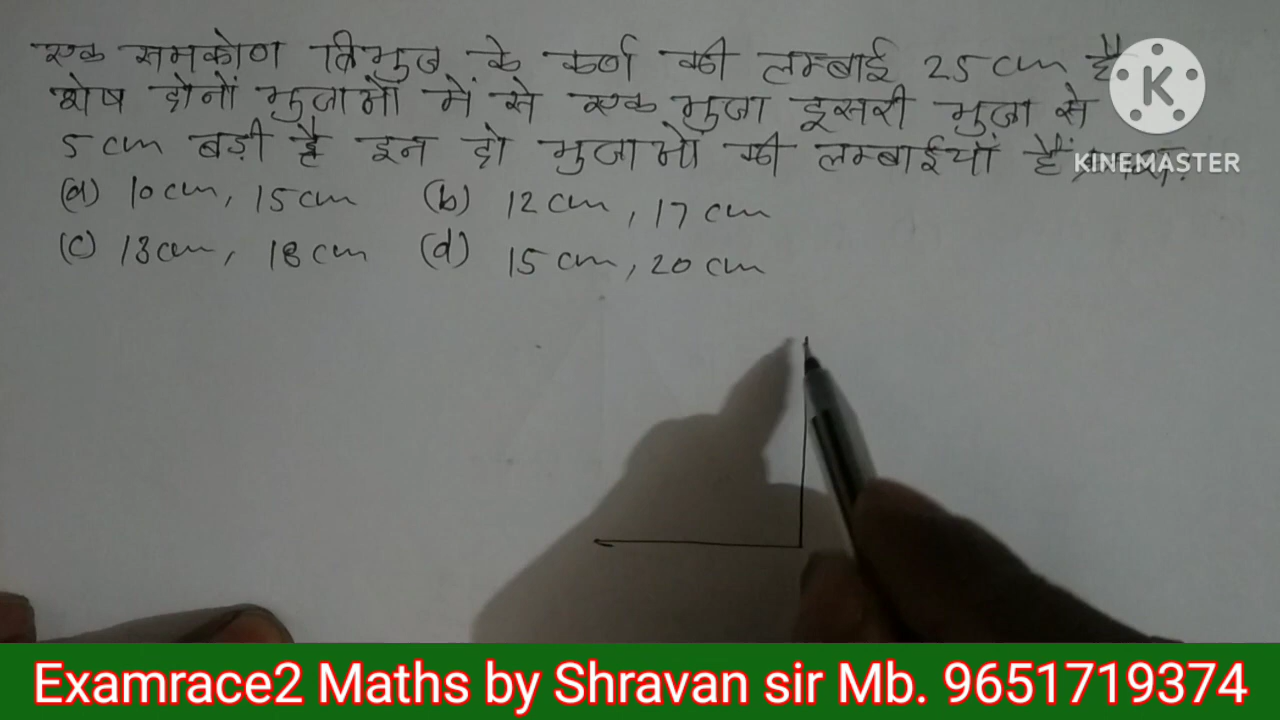 एक समकोण त्रिभुज के कर्ण की लम्बाई 25 cm है
शेष दोनों भुजाओं में से एक भुजा दूसरी भुजा से
5 cm बड़ी है इन दो भुजाओ की लम्बाईयाँ हैं
(a) 10 cm, 15 cm (b) 12 cm, 17 cm
(c) 13 cm, 18 cm (d) 15 cm, 20 cm
K
KINEMASTER
Examrace2 Maths by Shravan sir Mb. 9651719374